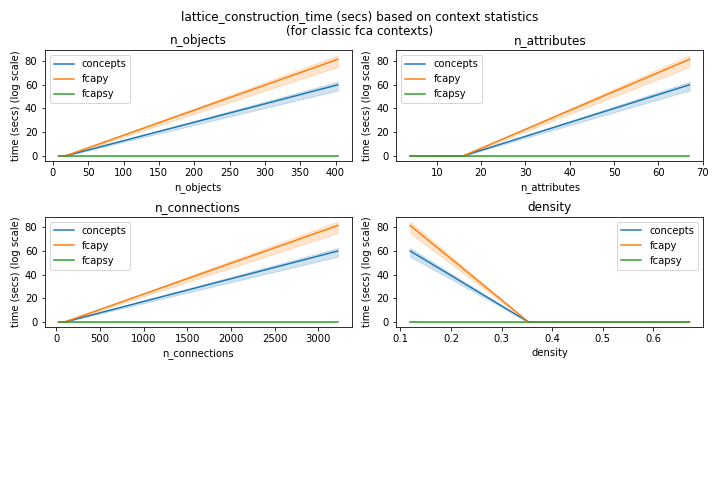 lattice_construction_time (secs) based on context statistics
(for classic fca contexts)
n_objects
time (secs) (log scale)
80
60
40
20
0
concepts
fcapy
fcapsy
0 50 100 150 200 250 300 350 400
n_objects
n_attributes
time (secs) (log scale)
80
60
40
20
0
concepts
fcapy
fcapsy
10 20 30 40 50 60 70
n_attributes
n_connections
time (secs) (log scale)
80
60
40
20
0
concepts
fcapy
fcapsy
0 500 1000 1500 2000 2500 3000
n_connections
density
time (secs) (log scale)
80
60
40
20
0
concepts
fcapy
fcapsy
0.1 0.2 0.3 0.4 0.5 0.6
density